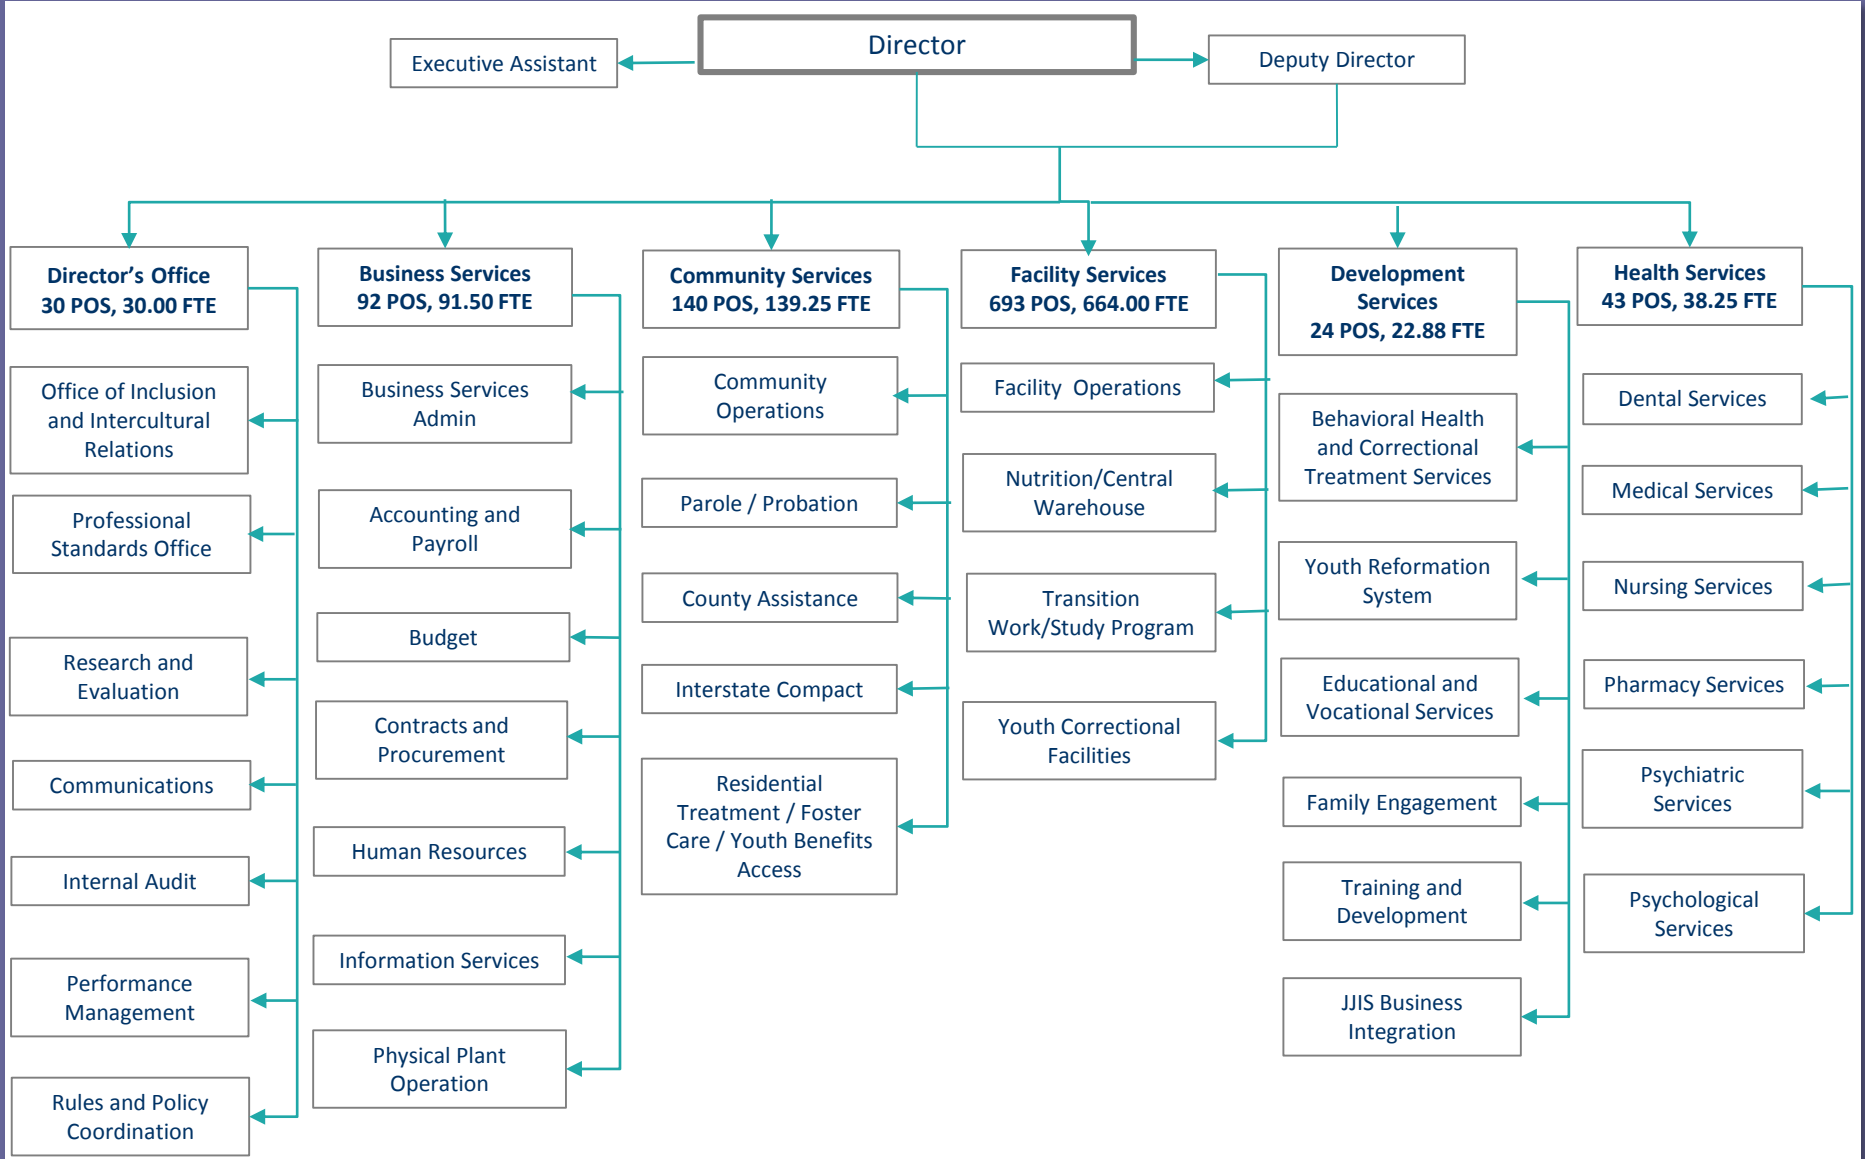 Director
Executive Assistant
Deputy Director
Director’s Office
30 POS, 30.00 FTE
Office of Inclusion
and Intercultural
Relations
Professional
Standards Office
Research and
Evaluation
Communications
Internal Audit
Performance
Management
Rules and Policy
Coordination
Business Services
92 POS, 91.50 FTE
Business Services
Admin
Accounting and
Payroll
Budget
Contracts and
Procurement
Human Resources
Information Services
Physical Plant
Operation
Community Services
140 POS, 139.25 FTE
Community
Operations
Parole / Probation
County Assistance
Interstate Compact
Residential
Treatment / Foster
Care / Youth Benefits
Access
Facility Services
693 POS, 664.00 FTE
Facility Operations
Nutrition/Central
Warehouse
Transition
Work/Study Program
Youth Correctional
Facilities
Development
Services
24 POS, 22.88 FTE
Behavioral Health
and Correctional
Treatment Services
Youth Reformation
System
Educational and
Vocational Services
Family Engagement
Training and
Development
JJIS Business
Integration
Health Services
43 POS, 38.25 FTE
Dental Services
Medical Services
Nursing Services
Pharmacy Services
Psychiatric
Services
Psychological
Services